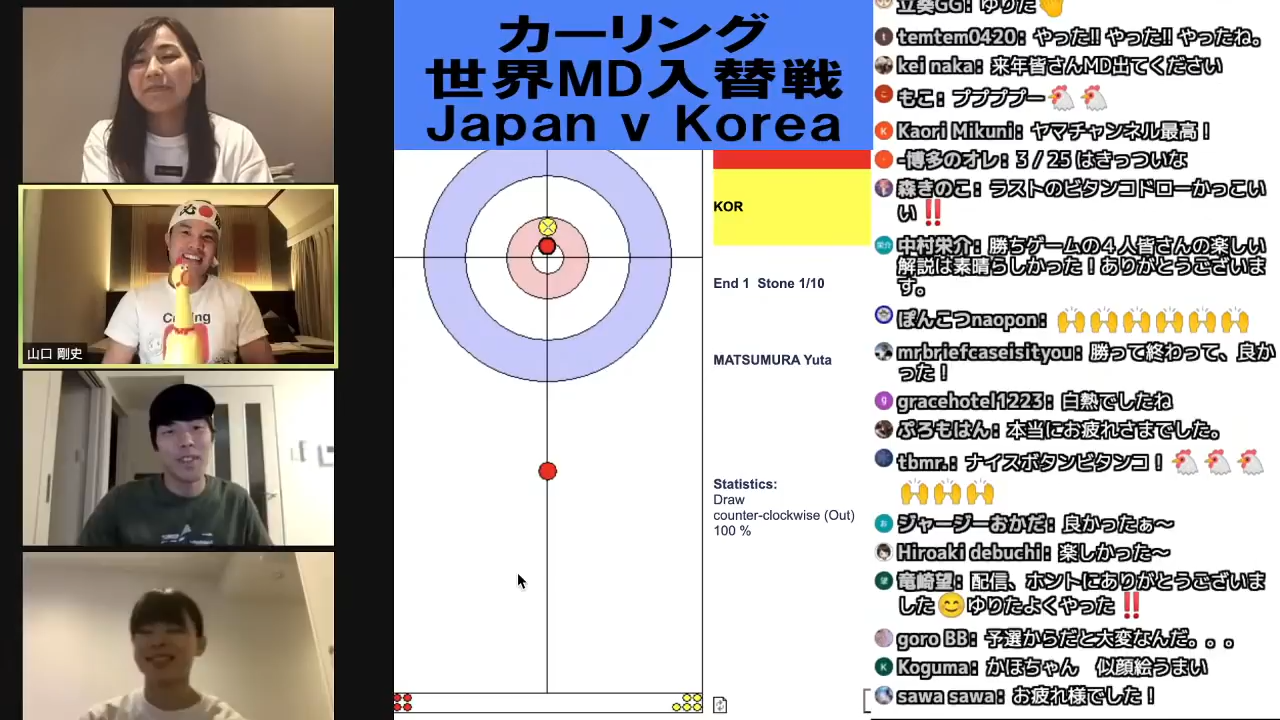 カーリング
世界MD入替戦
Japan v Korea
山口 剛史
KOR
End 1 Stone 1/10
MATSUMURA Yuta
Statistics:
Draw
counter-clockwise (Out)
100 %
立葵GG: ゆりた👏
temtem0420: やった!! やった!! やったね。
kei naka: 来年皆さんMD出てください
もこ: プププププー🐔 🐔
Kaori Mikuni: ヤマチャンネル最高！
-博多のオレ: 3 / 25 はきっついな
森きのこ: ラストのピタンコドローかっこい
い‼️
中村栄介: 勝ちゲームの４人皆さんの楽しい
解説は素晴らしかった！ありがとうございま
す。
ぽんこつnaopon: 🙌🙌🙌🙌🙌🙌
mrbriefcaseisityou: 勝って終わって、良か
った！
gracehotel1223: 白熱でしたね
ぷろもはん: 本当にお疲れさまでした。
tbmr.: ナイスボタンピタンコ！ 🐔 🐔 🐔
🙌🙌🙌
ジャージーおかだ: 良かったぁ〜
Hiroaki debuchi: 楽しかった〜
竜崎望: 配信、ホントにありがとうございま
した😊ゆりたよくやった‼️
goro BB: 予選からだと大変なんだ。。。
Koguma: かほちゃん 似顔絵うまい
sawa sawa: お疲れ様でした！